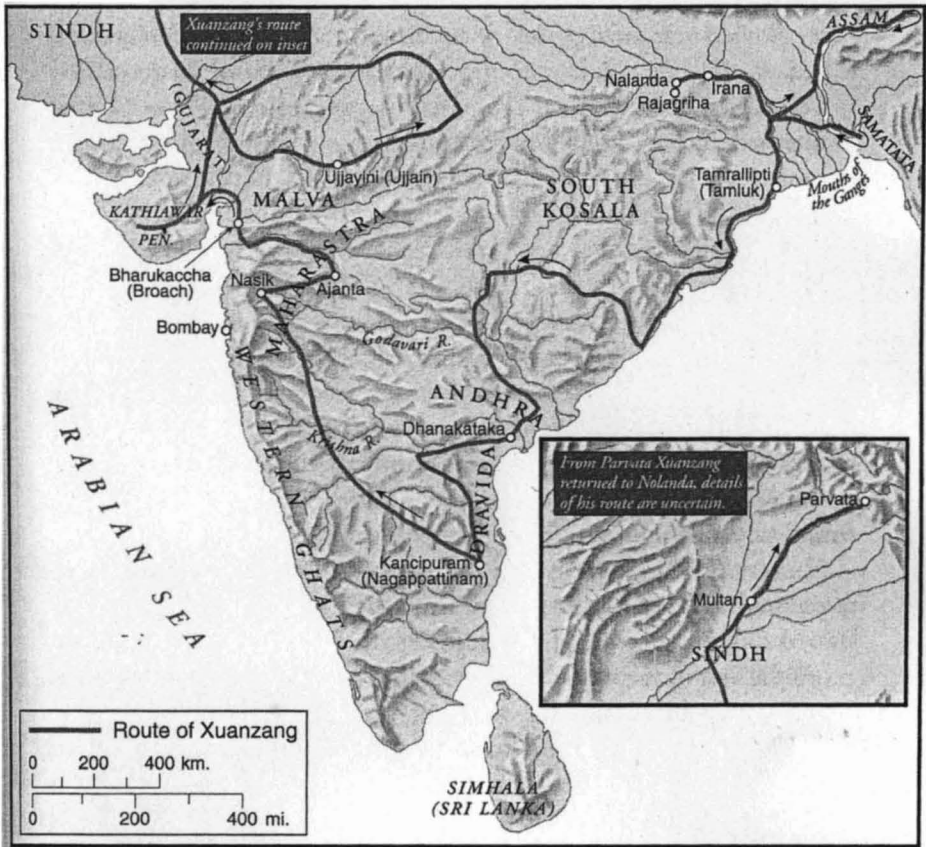 SINDH
Xuanzang's route
continued on inset
ASSAM
Nalanda
Irana
Rajagriha
(GUJARAT)
SAMATATA
Ujjayini (Ujjain)
Tamrallipti
(Tamluk)
Mouths of
the Ganges
MALVA
SOUTH
KOSALA
KATHIAWAR
PEN.
MAHARASTRA
Bharukaccha
(Broach)
Nasik
Ajanta
Bombay
Godavari R.
WESTERN GHATS
ANDHRA
Dhanakataka
Krishna R.
ARABIAN SEA
DRAVIDA
Kancipuram
(Nagappattinam)
From Parvata Xuanzang
returned to Nolanda, details
of his route are uncertain.
Parvata
Multan
SINDH
Route of Xuanzang
0 200 400 km.
0 200 400 mi.
SIMHALA
(SRI LANKA)